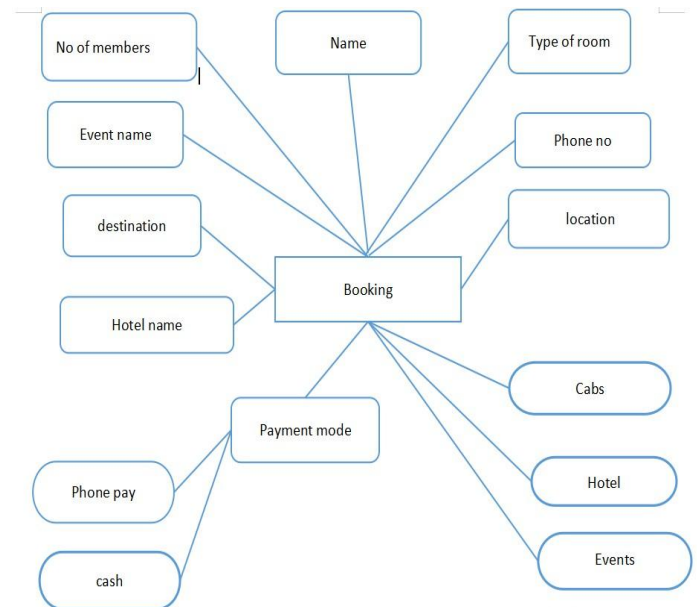 No of members
Name
Type of room
Event name
Phone no
destination
location
Booking
Hotel name
Cabs
Payment mode
Phone pay
Hotel
Events
cash